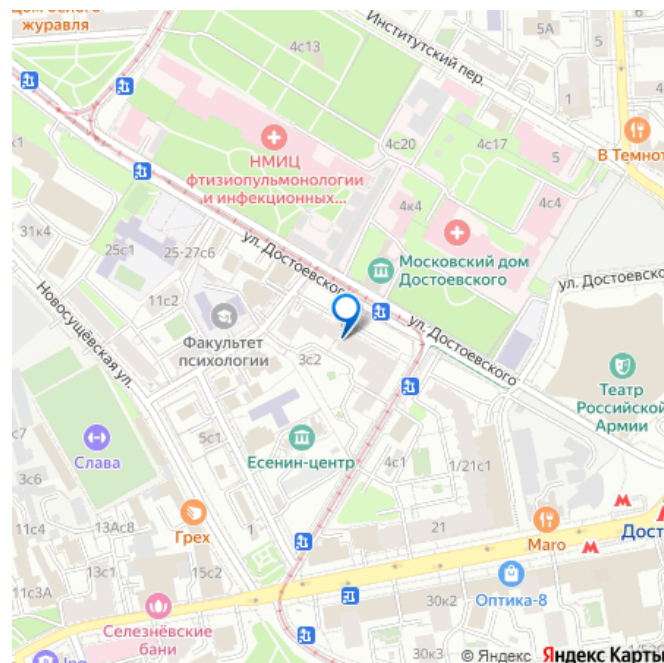 журавля
4с13
Институтский пер.
5А
5
4
1
В Темнот
4с20
4с17
5
НМИЦ
фтизиопульмонологии
и инфекционных...
4к4
4с4
31к4
25с1
25-27с6
ул. Достоевского
Московский дом
Достоевского
ул. Достоевско
11с2
Новосущёвская ул.
Факультет
психологии
3с2
ул. Достоевского
Театр
Российской
Армии
с7
Слава
5с1
Есенин-центр
3с6
4с1
1/21с1
11с4
13Ас8
Грех
1
21
Maro
Дост
13с1
15с2
11с3А
Оптика-8
30к2
Селезнёвские
бани
30к3
© Яндекс Яндекс Карты